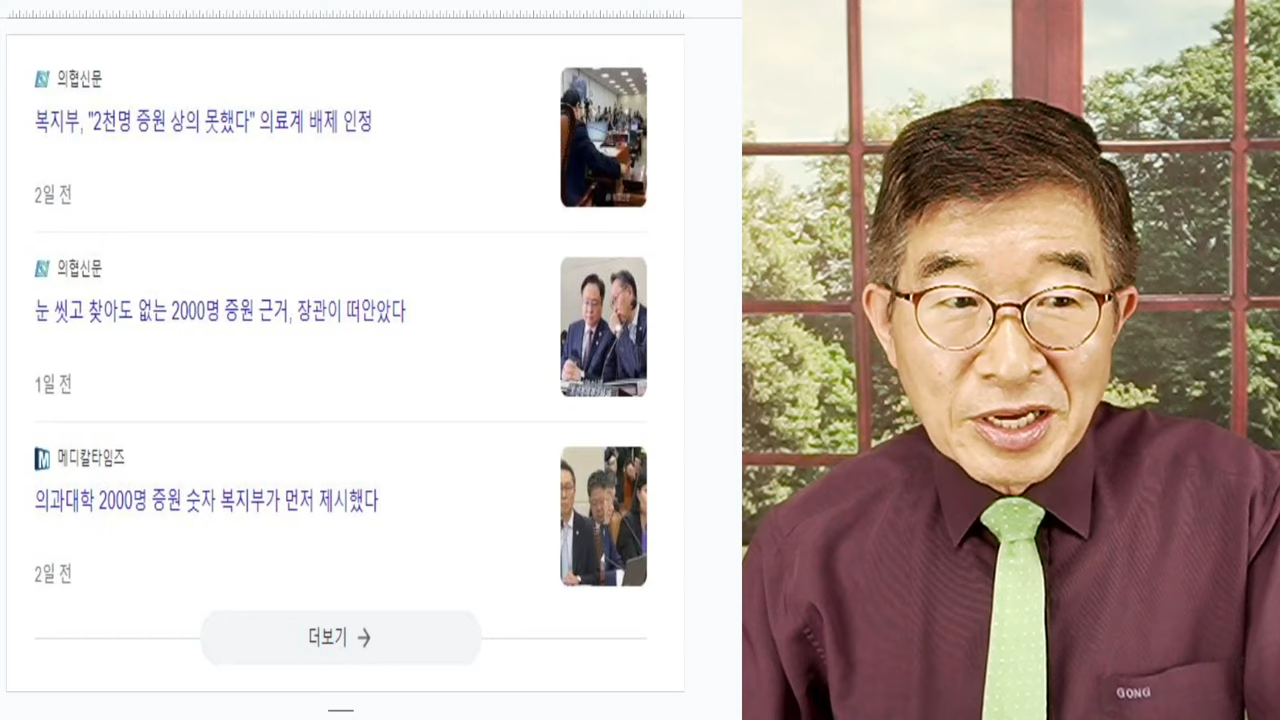 의협신문
복지부, "2천명 증원 상의 못했다" 의료계 배제 인정
2일 전
의협신문
눈 씻고 찾아도 없는 2000명 증원 근거, 장관이 떠안았다
1일 전
메디칼타임즈
의과대학 2000명 증원 숫자 복지부가 먼저 제시했다
2일 전
더보기 →
GONG